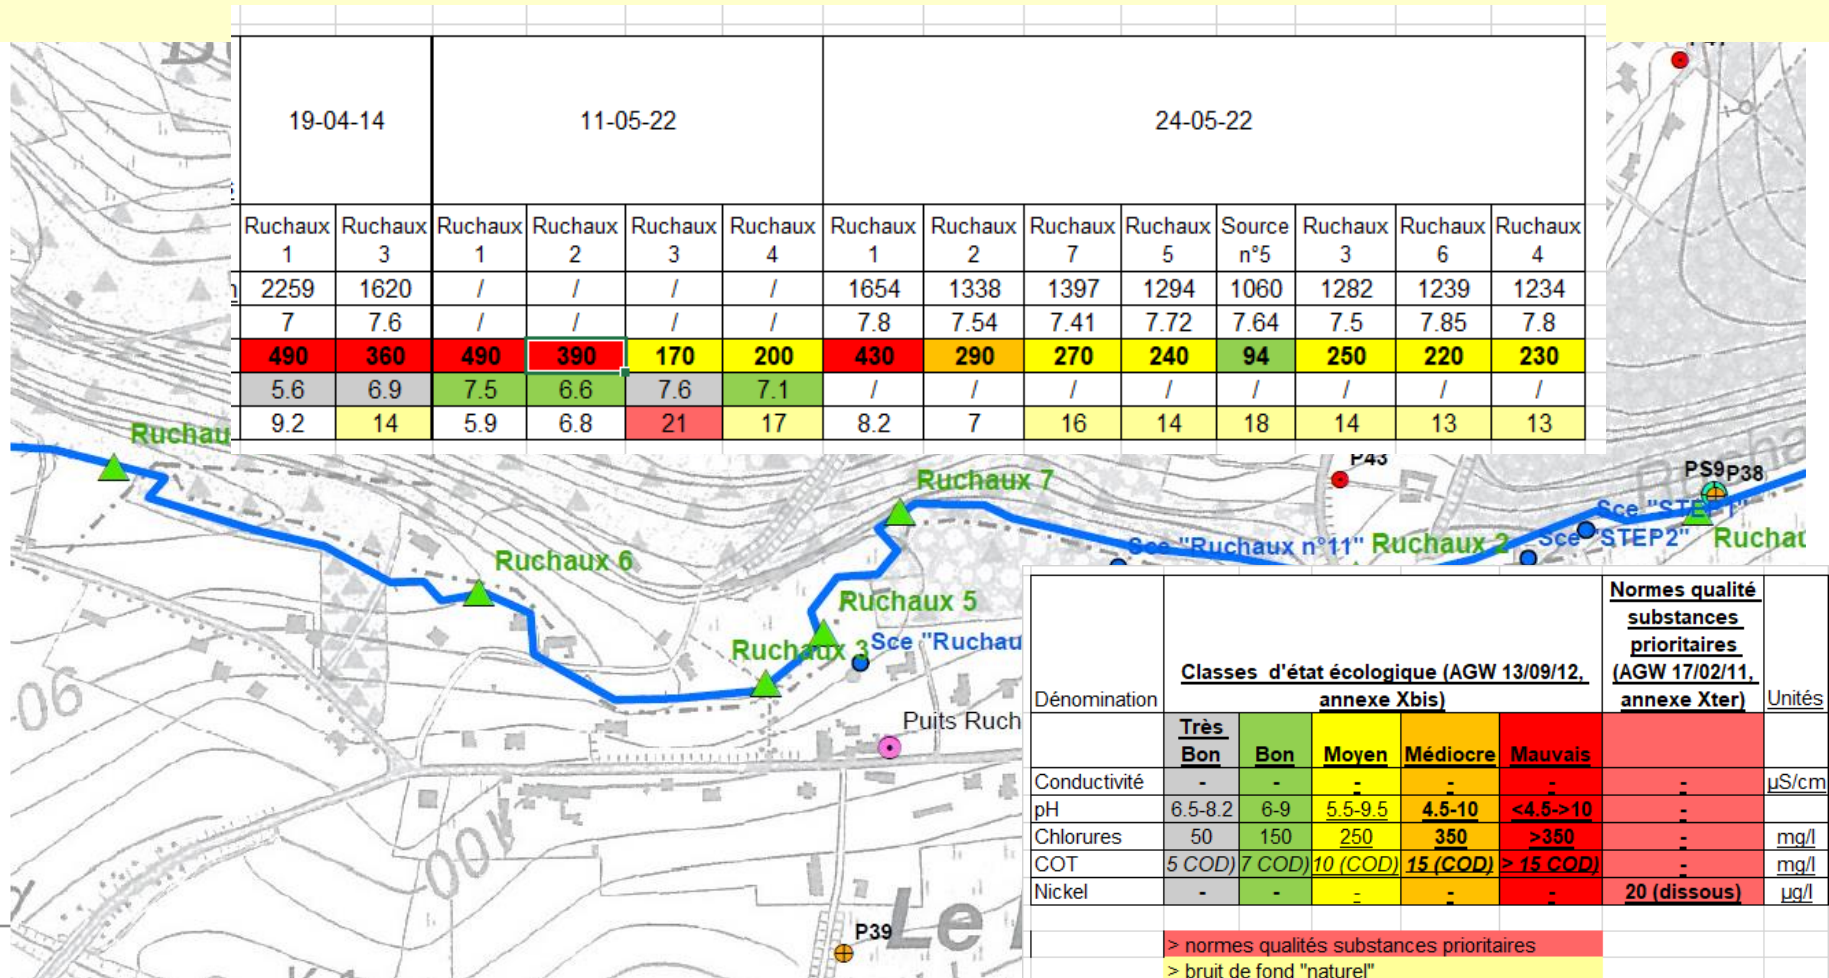 19-04-14 11-05-22 24-05-22
Ruchaux 1 Ruchaux 3 Ruchaux 1 Ruchaux 2 Ruchaux 3 Ruchaux 4 Ruchaux 1 Ruchaux 2 Ruchaux 7 Ruchaux 5 Source n°5 Ruchaux 3 Ruchaux 6 Ruchaux 4
2259 1620 / / / / 1654 1338 1397 1294 1060 1282 1239 1234
7 7.6 / / / / 7.8 7.54 7.41 7.72 7.64 7.5 7.85 7.8
490 360 490 390 170 200 430 290 270 240 94 250 220 230
5.6 6.9 7.5 6.6 7.6 7.1 / / / / / / / /
9.2 14 5.9 6.8 21 17 8.2 7 16 14 18 14 13 13
Ruchau
P43
PS9 P38
Ruchaux 7
Sce "STEP1"
Sce "Ruchaux n°11" Ruchaux 2 Sce "STEP2" Ruchau
Ruchaux 6
Ruchaux 5
Ruchaux 3 Sce "Ruchau
Puits Ruch
06
100
P39
Le
Dénomination Classes d'état écologique (AGW 13/09/12, annexe Xbis) Normes qualité substances prioritaires (AGW 17/02/11, annexe Xter) Unités
Très Bon Bon Moyen Médiocre Mauvais
Conductivité - - - - - - µS/cm
pH 6.5-8.2 6-9 5.5-9.5 4.5-10 <4.5->10 -
Chlorures 50 150 250 350 >350 - mg/l
COT 5 COD) 7 COD) 10 (COD) 15 (COD) > 15 COD) - mg/l
Nickel - - - - - 20 (dissous) µg/l
> normes qualités substances prioritaires
> bruit de fond "naturel"